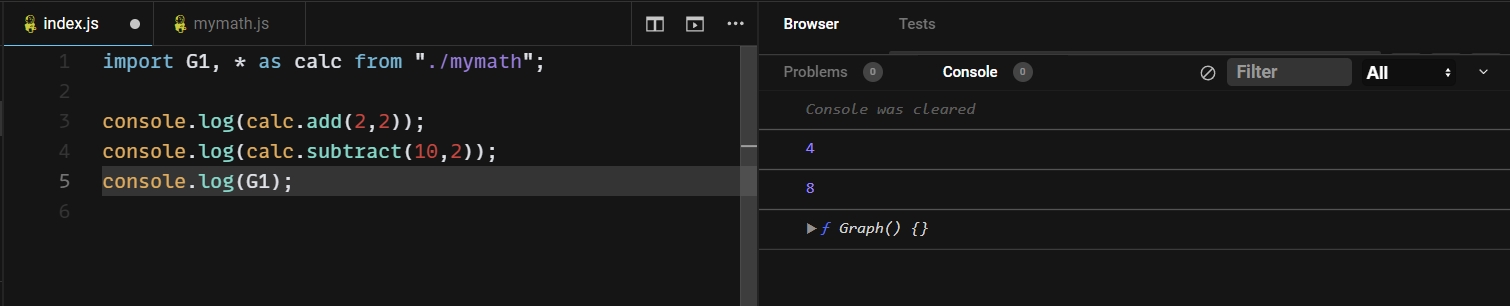 index.js
mymath.js
1 import G1, * as calc from "./mymath";
2
3 console.log(calc.add(2,2));
4 console.log(calc.subtract(10,2));
5 console.log(G1);
6
Browser Tests
Problems 0 Console 0 Filter All
Console was cleared
4
8
ƒ Graph() {}